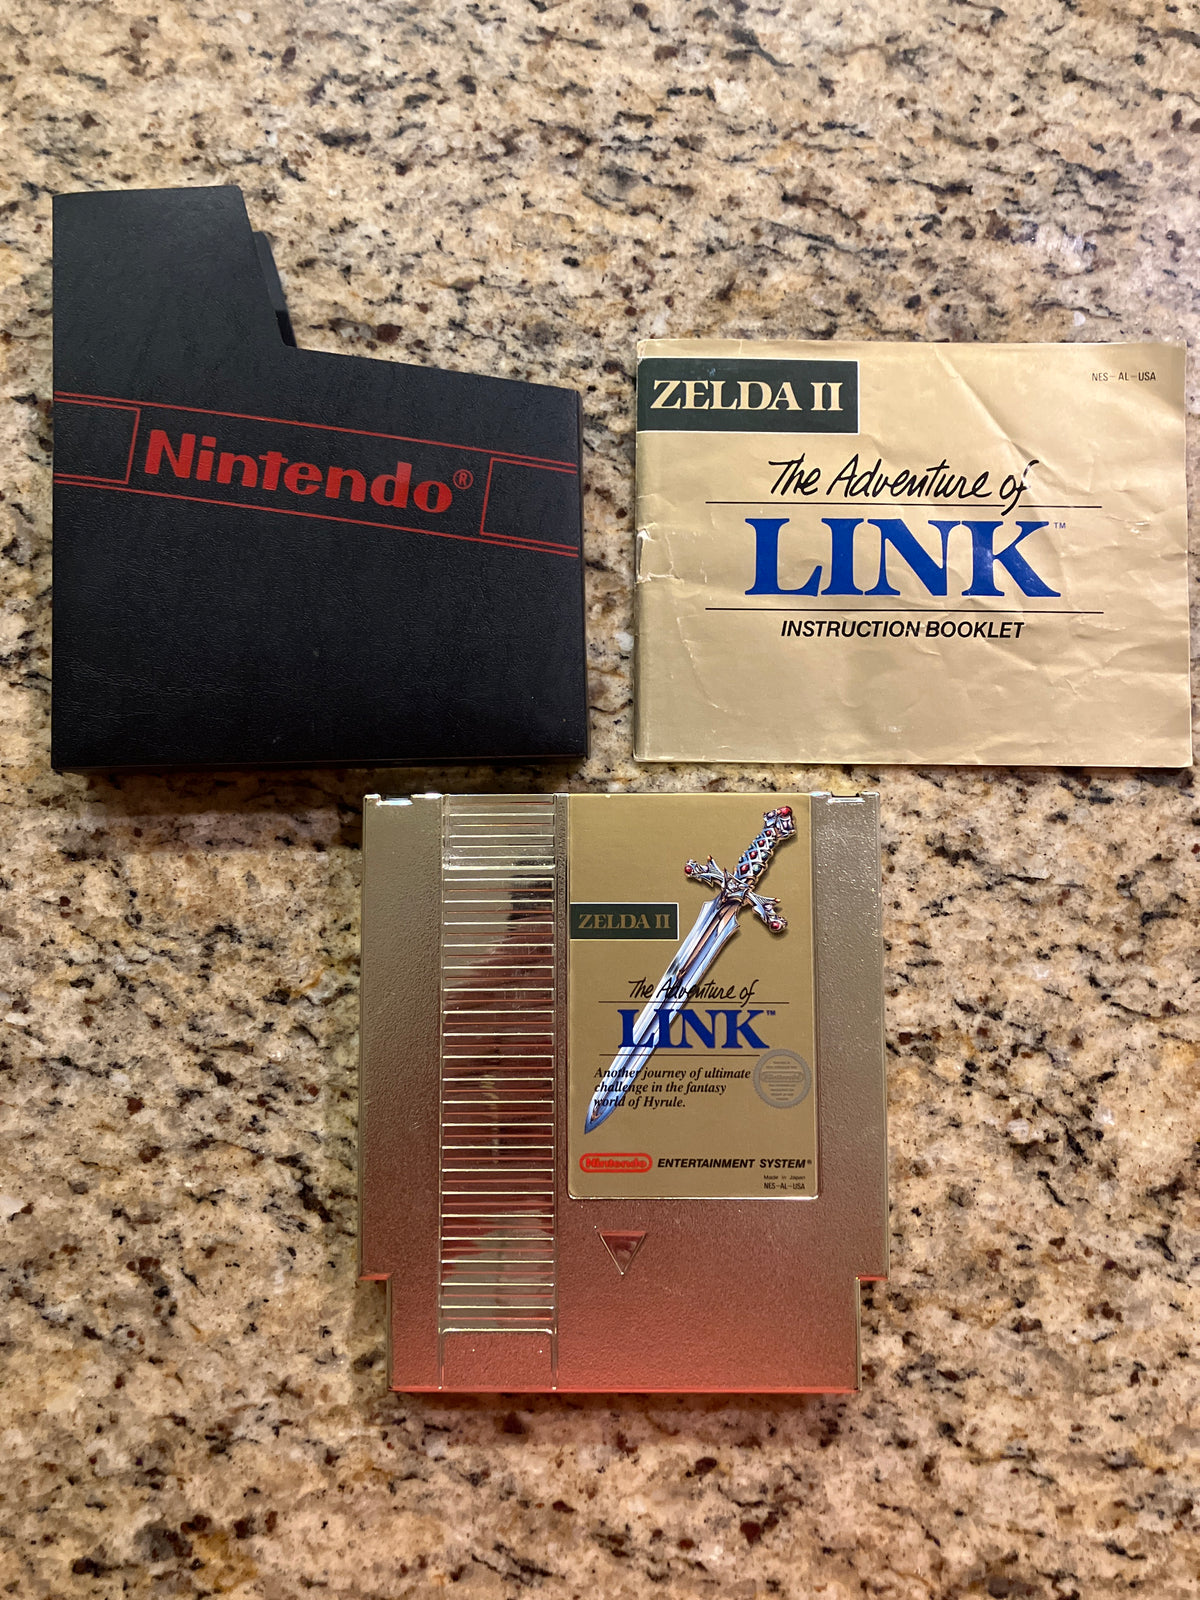 Nintendo®
ZELDA II
NES-AL-USA
The Adventure of
LINK™
INSTRUCTION BOOKLET
ZELDA II
The Adventure of
LINK™
Another journey of ultimate
challenge in the fantasy
world of Hyrule.
Nintendo ENTERTAINMENT SYSTEM®
Made in Japan
NES-AL-USA